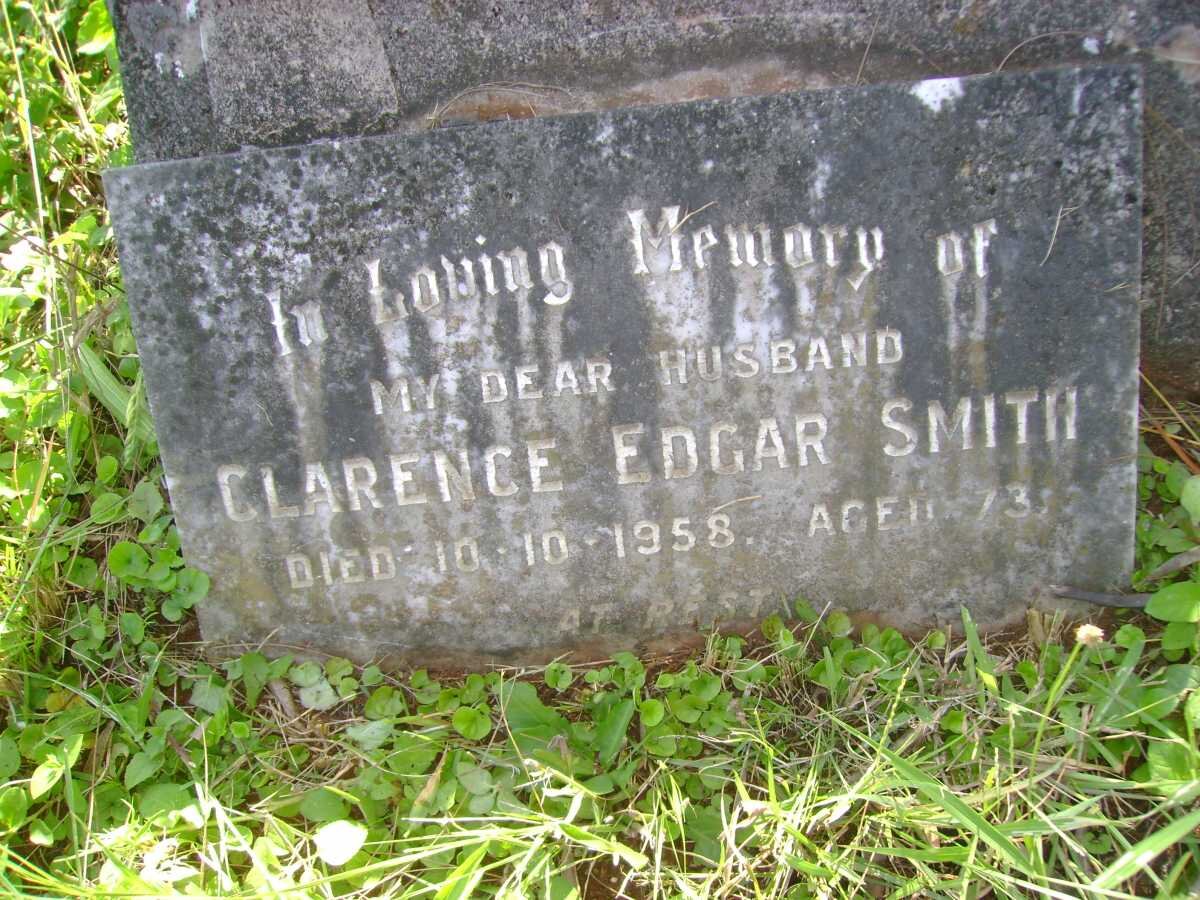 In Loving Memory of
MY DEAR HUSBAND
CLARENCE EDGAR SMITH
DIED 10·10·1958. AGED 73.
AT REST